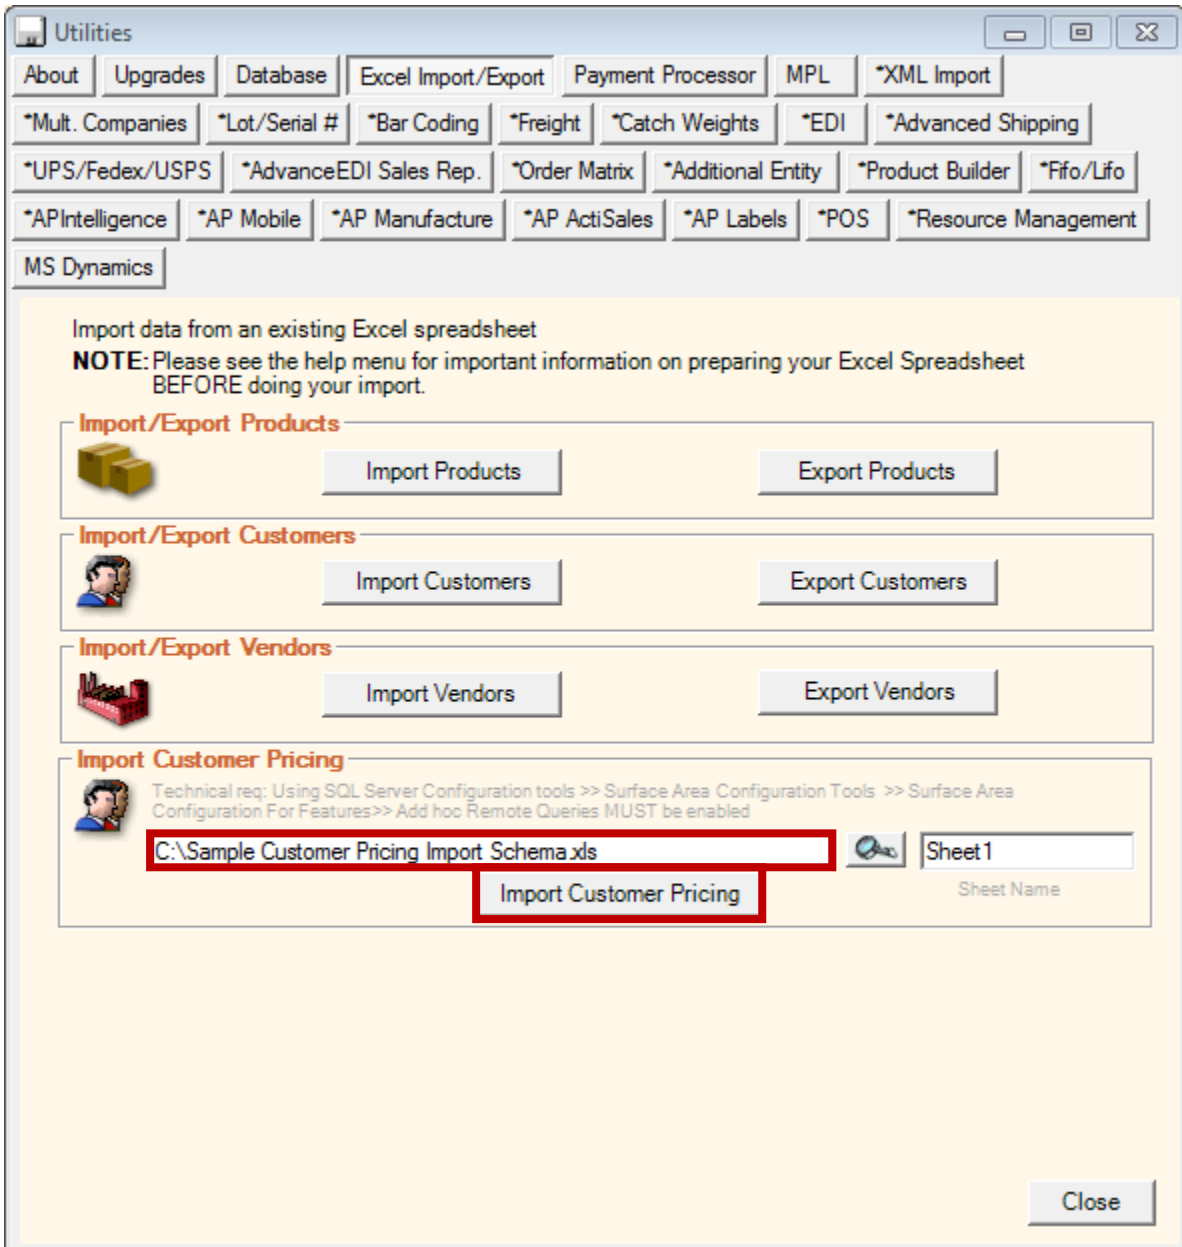 Utilities
About Upgrades Database Excel Import/Export Payment Processor MPL *XML Import
*Mult. Companies *Lot/Serial # *Bar Coding *Freight *Catch Weights *EDI *Advanced Shipping
*UPS/Fedex/USPS *AdvanceEDI Sales Rep. *Order Matrix *Additional Entity *Product Builder *Fifo/Lifo
*APIntelligence *AP Mobile *AP Manufacture *AP ActiSales *AP Labels *POS *Resource Management
MS Dynamics
Import data from an existing Excel spreadsheet
NOTE: Please see the help menu for important information on preparing your Excel Spreadsheet
BEFORE doing your import.
Import/Export Products
Import Products Export Products
Import/Export Customers
Import Customers Export Customers
Import/Export Vendors
Import Vendors Export Vendors
Import Customer Pricing
Technical req: Using SQL Server Configuration tools >> Surface Area Configuration Tools >> Surface Area
Configuration For Features>> Add hoc Remote Queries MUST be enabled
C:\Sample Customer Pricing Import Schema.xls Sheet1
Import Customer Pricing Sheet Name
Close